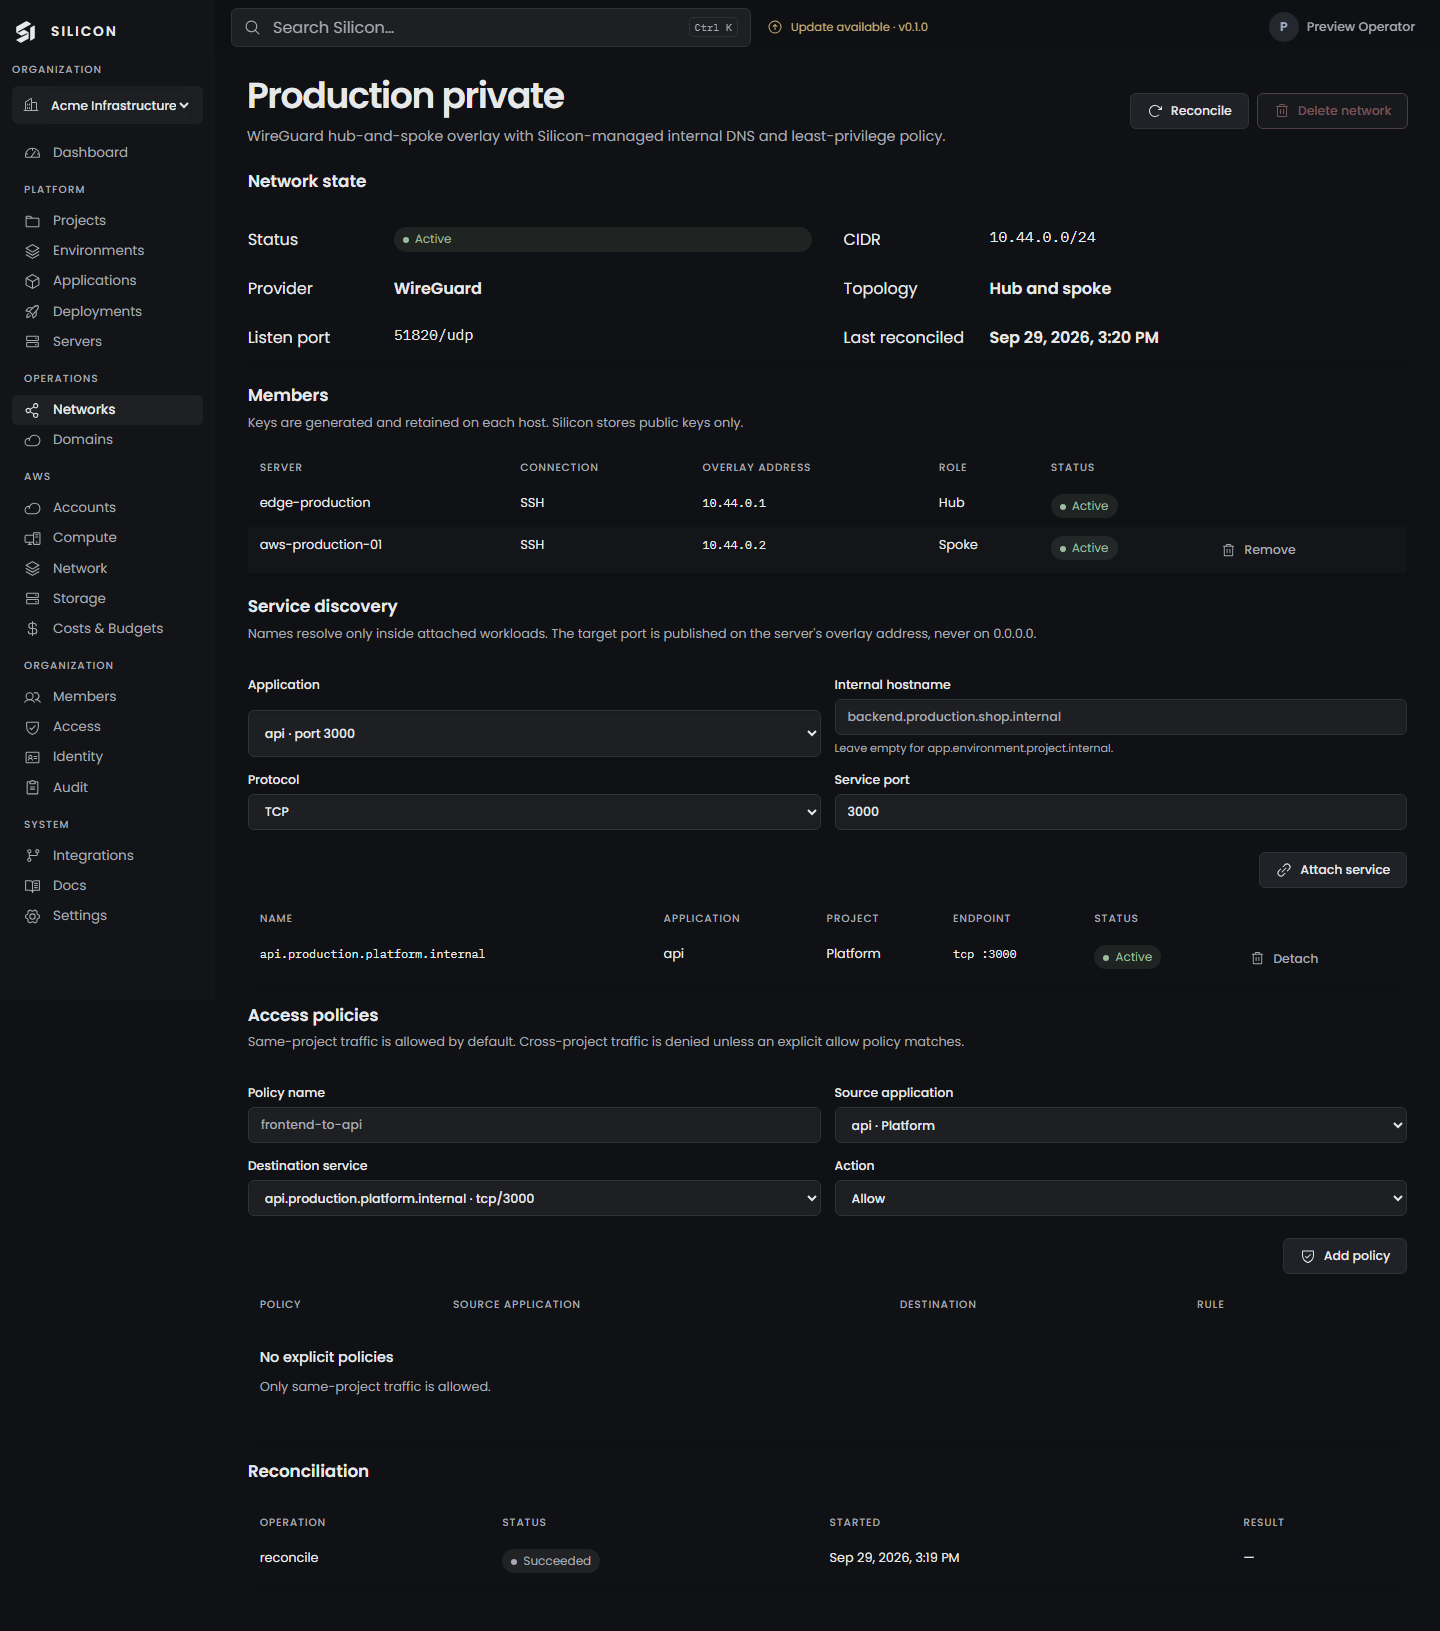 SILICON
ORGANIZATION
Acme Infrastructure
Dashboard
PLATFORM
Projects
Environments
Applications
Deployments
Servers
OPERATIONS
Networks
Domains
AWS
Accounts
Compute
Network
Storage
Costs & Budgets
ORGANIZATION
Members
Access
Identity
Audit
SYSTEM
Integrations
Docs
Settings
Search Silicon...
Ctrl K
Update available · v0.1.0
P
Preview Operator
Production private
WireGuard hub-and-spoke overlay with Silicon-managed internal DNS and least-privilege policy.
Reconcile
Delete network
Network state
Status
Active
CIDR
10.44.0.0/24
Provider
WireGuard
Topology
Hub and spoke
Listen port
51820/udp
Last reconciled
Sep 29, 2026, 3:20 PM
Members
Keys are generated and retained on each host. Silicon stores public keys only.
SERVER CONNECTION OVERLAY ADDRESS ROLE STATUS
edge-production SSH 10.44.0.1 Hub Active
aws-production-01 SSH 10.44.0.2 Spoke Active Remove
Service discovery
Names resolve only inside attached workloads. The target port is published on the server's overlay address, never on 0.0.0.0.
Application
api · port 3000
Internal hostname
backend.production.shop.internal
Leave empty for app.environment.project.internal.
Protocol
TCP
Service port
3000
Attach service
NAME APPLICATION PROJECT ENDPOINT STATUS
api.production.platform.internal api Platform tcp :3000 Active Detach
Access policies
Same-project traffic is allowed by default. Cross-project traffic is denied unless an explicit allow policy matches.
Policy name
frontend-to-api
Source application
api · Platform
Destination service
api.production.platform.internal · tcp/3000
Action
Allow
Add policy
POLICY SOURCE APPLICATION DESTINATION RULE
No explicit policies
Only same-project traffic is allowed.
Reconciliation
OPERATION STATUS STARTED RESULT
reconcile Succeeded Sep 29, 2026, 3:19 PM —